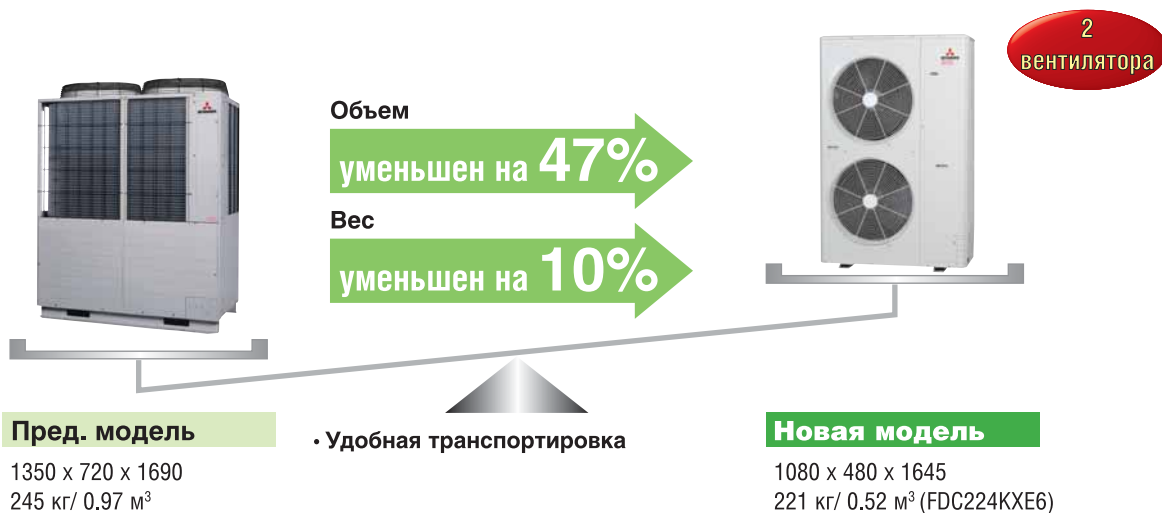 2
вентилятора
Объем
уменьшен на 47%
Вес
уменьшен на 10%
Пред. модель
1350 x 720 x 1690
245 кг/ 0.97 м³
• Удобная транспортировка
Новая модель
1080 x 480 x 1645
221 кг/ 0.52 м³ (FDC224KXE6)